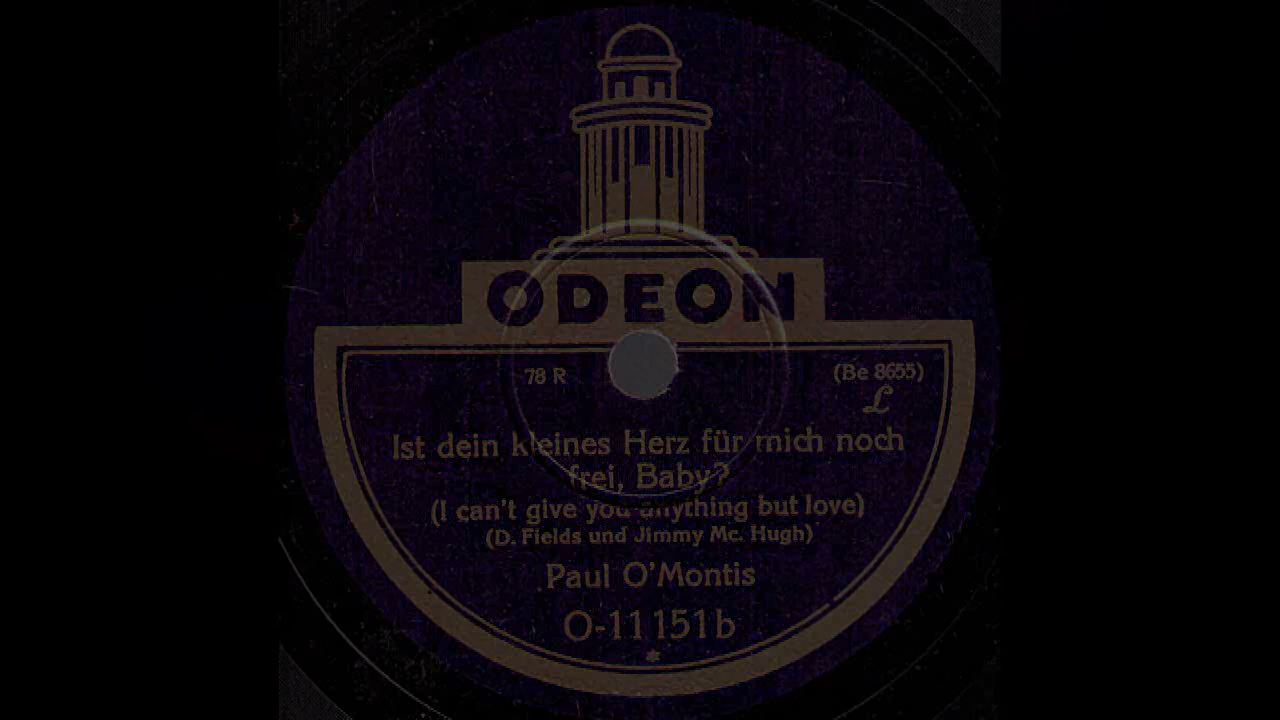 ODEON
78 R
(Be 8655)
L
Ist dein kleines Herz für mich noch
frei, Baby?
(I can't give you anything but love)
(D. Fields und Jimmy Mc. Hugh)
Paul O'Montis
O-11151b